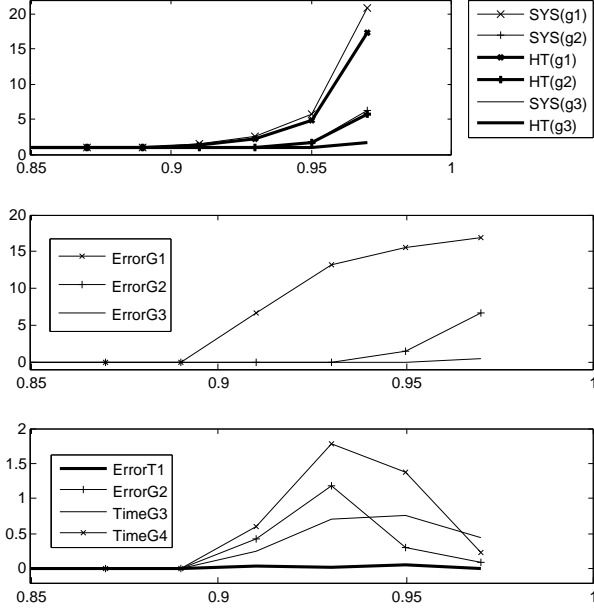 20
15
10
5
0
0.85
0.9
0.95
1
SYS(g1)
SYS(g2)
HT(g1)
HT(g2)
SYS(g3)
HT(g3)
20
15
10
5
0
0.85
0.9
0.95
1
ErrorG1
ErrorG2
ErrorG3
2
1.5
1
0.5
0
0.85
0.9
0.95
1
ErrorT1
ErrorG2
TimeG3
TimeG4